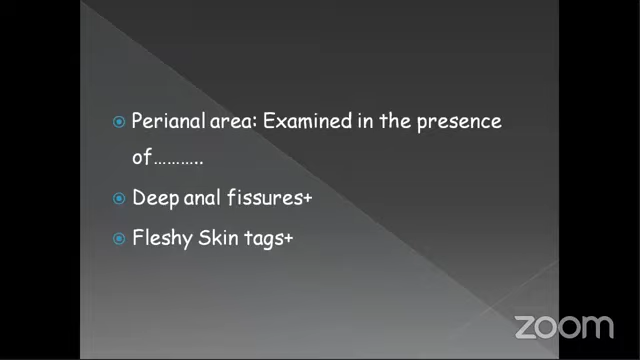 Perianal area: Examined in the presence
of………..
Deep anal fissures+
Fleshy Skin tags+
zoom